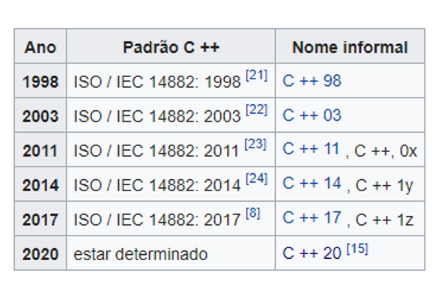 Ano Padrão C ++ Nome informal
1998 ISO / IEC 14882: 1998 [21] C ++ 98
2003 ISO / IEC 14882: 2003 [22] C ++ 03
2011 ISO / IEC 14882: 2011 [23] C ++ 11 , C ++, 0x
2014 ISO / IEC 14882: 2014 [24] C ++ 14 , C ++ 1y
2017 ISO / IEC 14882: 2017 [8] C ++ 17 , C ++ 1z
2020 estar determinado C ++ 20 [15]